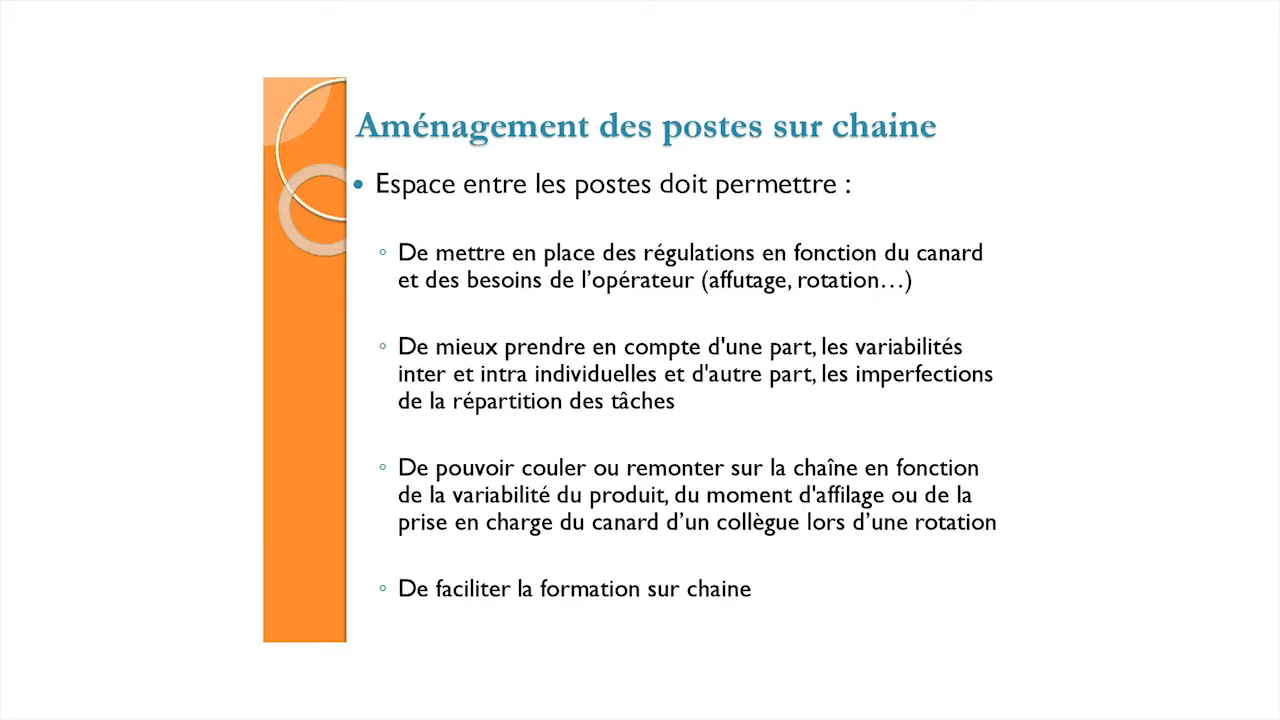 Aménagement des postes sur chaine
• Espace entre les postes doit permettre :
◦ De mettre en place des régulations en fonction du canard
et des besoins de l’opérateur (affutage, rotation…)
◦ De mieux prendre en compte d'une part, les variabilités
inter et intra individuelles et d'autre part, les imperfections
de la répartition des tâches
◦ De pouvoir couler ou remonter sur la chaîne en fonction
de la variabilité du produit, du moment d'affilage ou de la
prise en charge du canard d’un collègue lors d’une rotation
◦ De faciliter la formation sur chaine